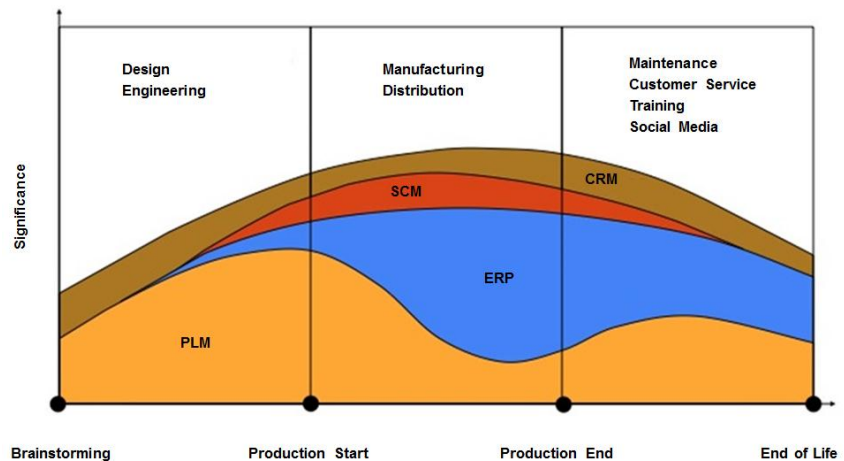 Design
Engineering
Manufacturing
Distribution
Maintenance
Customer Service
Training
Social Media
Significance
CRM
SCM
ERP
PLM
Brainstorming
Production Start
Production End
End of Life